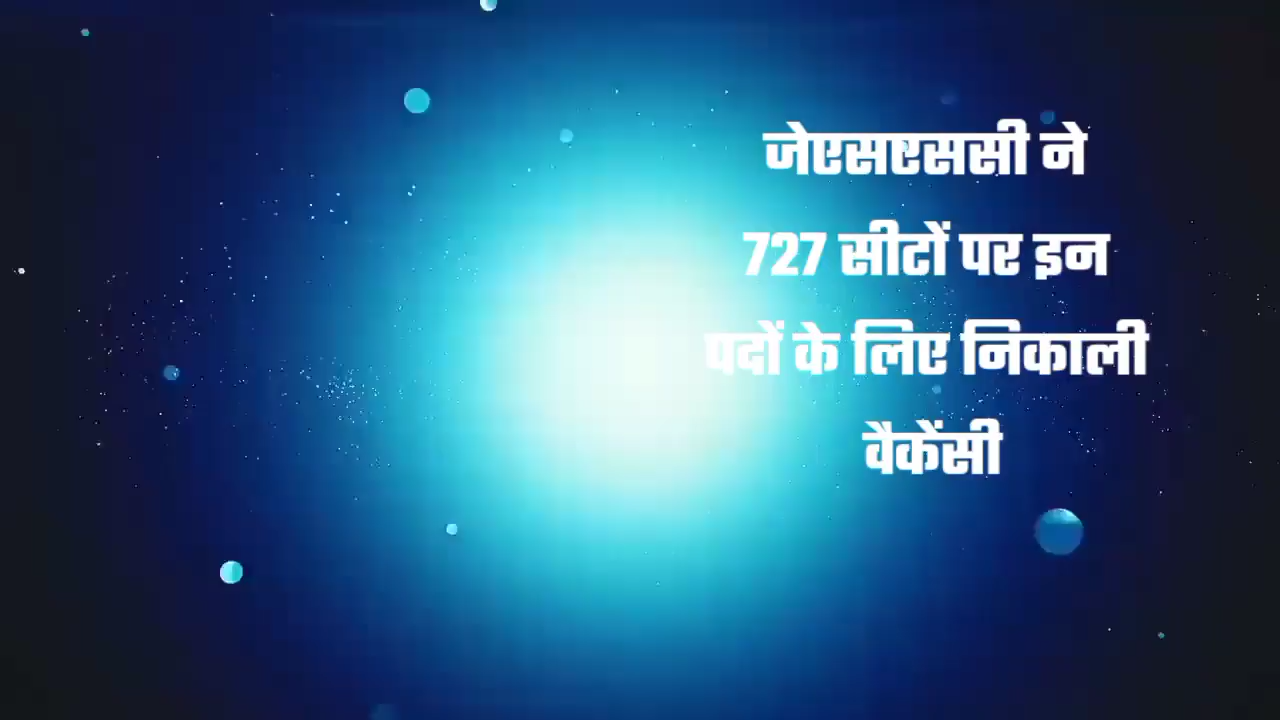 जेएसएससी ने
727 सीटों पर इन
पदों के लिए निकाली
वैकेंसी